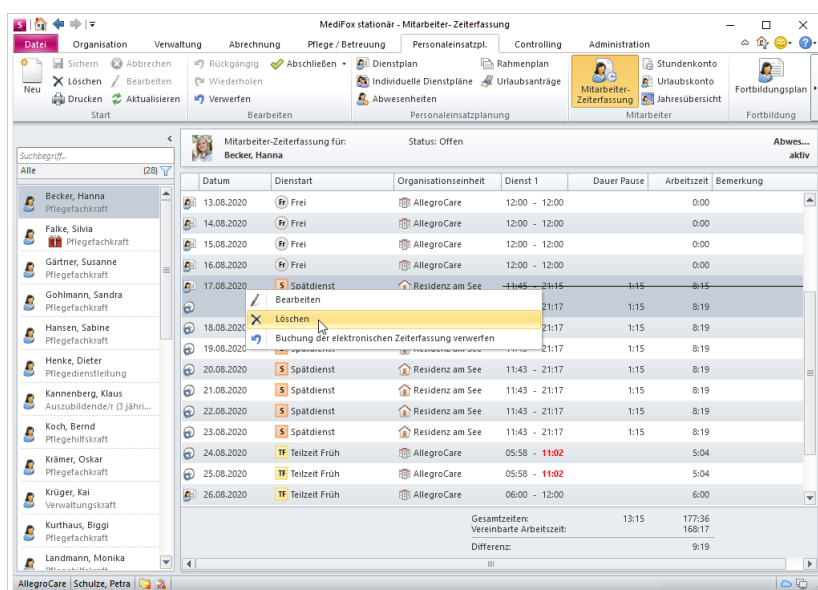 MediFox stationär - Mitarbeiter- Zeiterfassung
Datei Organisation Verwaltung Abrechnung Pflege / Betreuung Personaleinsatzpl. Controlling Administration
Neu
Sichern Abbrechen
Löschen Bearbeiten
Drucken Aktualisieren
Start
Rückgängig Abschließen
Wiederholen
Verwerfen
Bearbeiten
Dienstplan Rahmenplan
Individuelle Dienstpläne Urlaubsanträge
Abwesenheiten
Personaleinsatzplanung
Mitarbeiter-
Zeiterfassung
Stundenkonto
Urlaubskonto
Jahresübersicht
Mitarbeiter
Fortbildungsplan
Fortbildung
Suchbegriff...
Alle (28)
Becker, Hanna
Pflegefachkraft
Falke, Silvia
Pflegefachkraft
Gärtner, Susanne
Pflegefachkraft
Gohlmann, Sandra
Pflegefachkraft
Hansen, Sabine
Pflegefachkraft
Henke, Dieter
Pflegedienstleitung
Kannenberg, Klaus
Auszubildende/r (3 jähri...
Koch, Bernd
Pflegehilfskraft
Krämer, Oskar
Pflegefachkraft
Krüger, Kai
Verwaltungskraft
Kurthaus, Biggi
Pflegefachkraft
Landmann, Monika
Mitarbeiter-Zeiterfassung für: Status: Offen Abwes...
Becker, Hanna aktiv
Datum Dienstart Organisationseinheit Dienst 1 Dauer Pause Arbeitszeit Bemerkung
13.08.2020 Fr Frei AllegroCare 12:00 - 12:00 0:00
14.08.2020 Fr Frei AllegroCare 12:00 - 12:00 0:00
15.08.2020 Fr Frei AllegroCare 12:00 - 12:00 0:00
16.08.2020 Fr Frei AllegroCare 12:00 - 12:00 0:00
17.08.2020 S Spätdienst Residenz am See 11:45 - 21:15 1:15 8:15
Bearbeiten
21:17 1:15 8:19
Löschen
18.08.2020 21:17 1:15 8:19
Buchung der elektronischen Zeiterfassung verwerfen
19.08.2020 Spätdienst Residenz am See 11:43 - 21:17 1:15 8:19
20.08.2020 S Spätdienst Residenz am See 11:43 - 21:17 1:15 8:19
21.08.2020 S Spätdienst Residenz am See 11:43 - 21:17 1:15 8:19
22.08.2020 S Spätdienst Residenz am See 11:43 - 21:17 1:15 8:19
23.08.2020 S Spätdienst Residenz am See 11:43 - 21:17 1:15 8:19
24.08.2020 TF Teilzeit Früh AllegroCare 05:58 - 11:02 5:04
25.08.2020 TF Teilzeit Früh AllegroCare 05:58 - 11:02 5:04
26.08.2020 TF Teilzeit Früh AllegroCare 06:00 - 12:00 6:00
Gesamtzeiten: 13:15 177:36
Vereinbarte Arbeitszeit: 168:17
Differenz: 9:19
AllegroCare Schulze, Petra